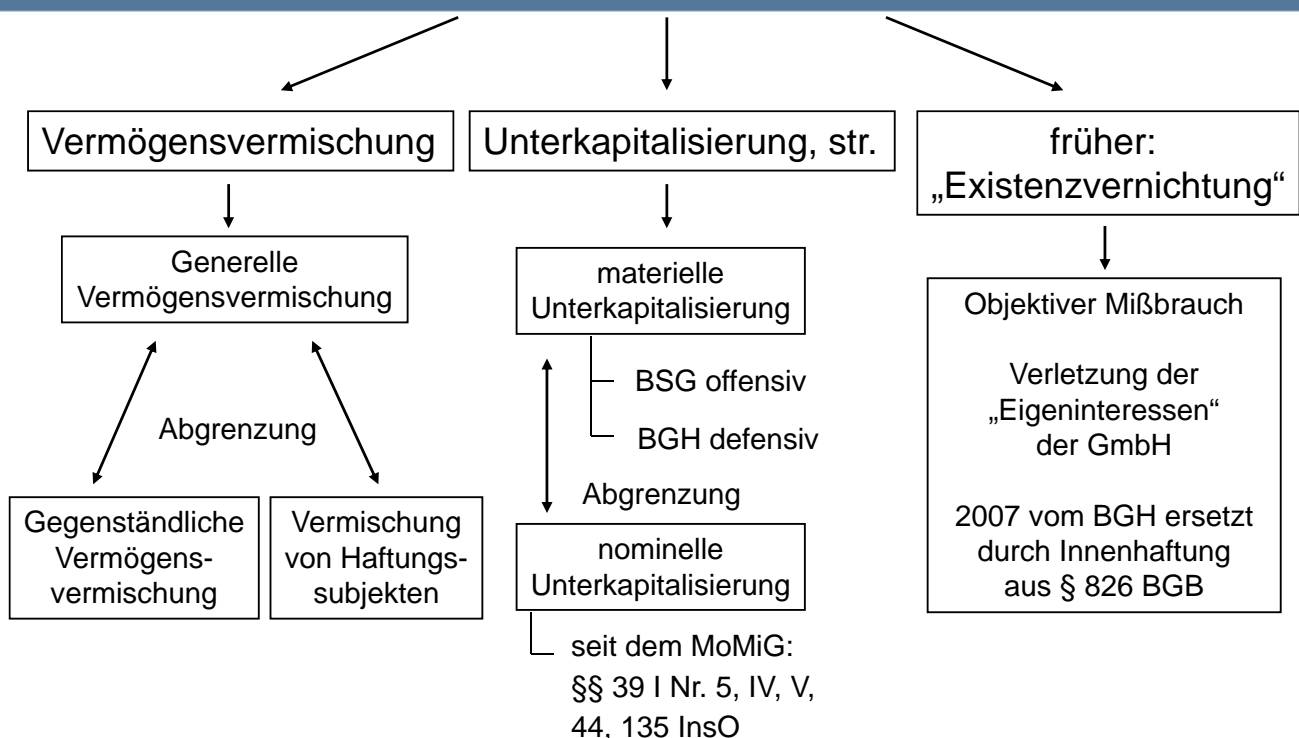 Vermögensvermischung
Generelle
Vermögensvermischung
Abgrenzung
Gegenständliche
Vermögens-
vermischung
Vermischung
von Haftungs-
subjekten
Unterkapitalisierung, str.
materielle
Unterkapitalisierung
BSG offensiv
BGH defensiv
Abgrenzung
nominelle
Unterkapitalisierung
seit dem MoMiG:
§§ 39 I Nr. 5, IV, V,
44, 135 InsO
früher:
„Existenzvernichtung“
Objektiver Mißbrauch
Verletzung der
„Eigeninteressen“
der GmbH
2007 vom BGH ersetzt
durch Innenhaftung
aus § 826 BGB